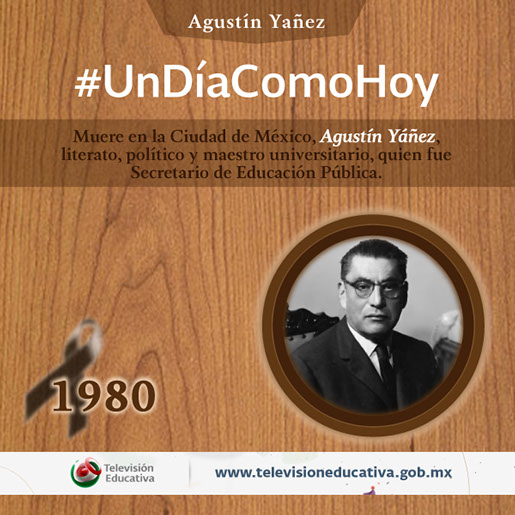 Agustín Yañez
#UnDíaComoHoy
Muere en la Ciudad de México, Agustín Yáñez,
literato, político y maestro universitario, quien fue
Secretario de Educación Pública.
1980
Televisión
Educativa
www.televisioneducativa.gob.mx